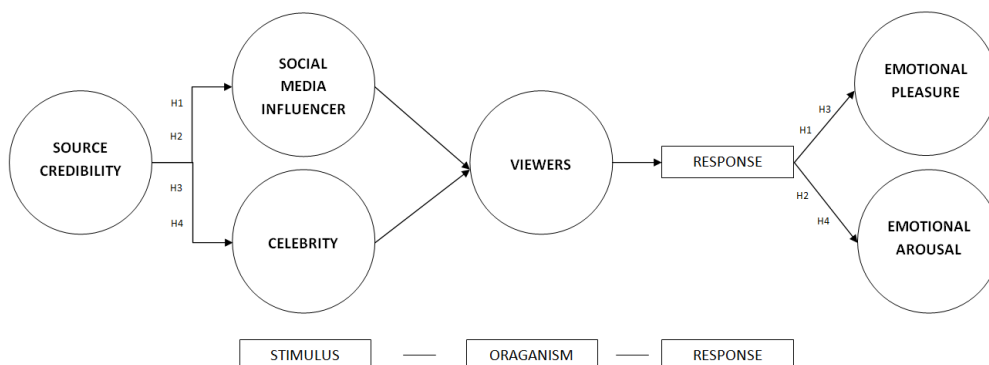 SOURCE
CREDIBILITY
H1
H2
H3
H4
SOCIAL
MEDIA
INFLUENCER
CELEBRITY
VIEWERS
RESPONSE
H3
H1
H2
H4
EMOTIONAL
PLEASURE
EMOTIONAL
AROUSAL
STIMULUS
ORAGANISM
RESPONSE